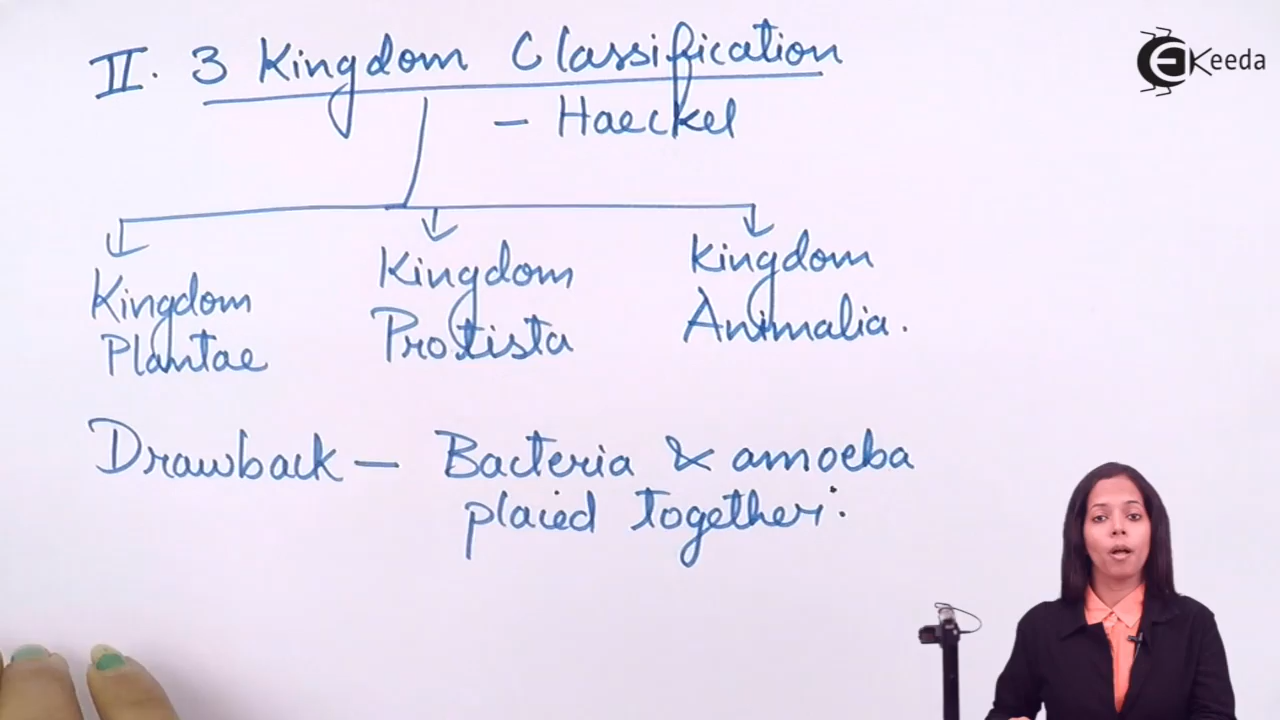 II. 3 Kingdom Classification
- Haeckel
Kingdom Plantae
Kingdom Protista
Kingdom Animalia.
Drawback - Bacteria & amoeba
placed together.
EKeeda